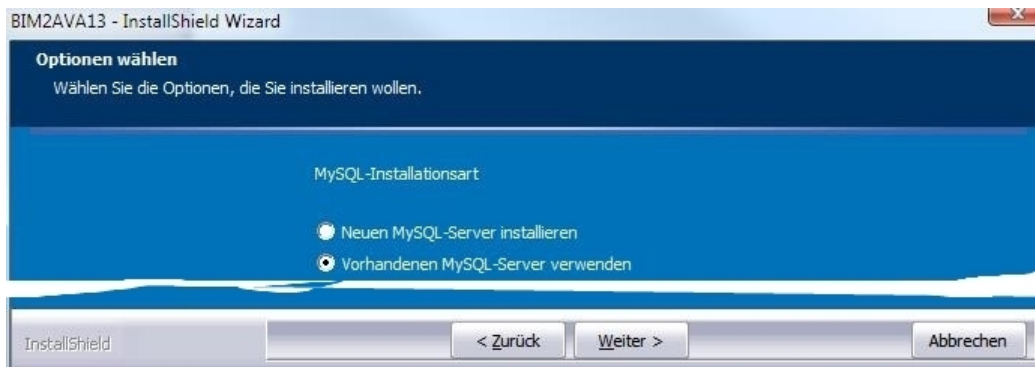 BIM2AVA13 - InstallShield Wizard
Optionen wählen
Wählen Sie die Optionen, die Sie installieren wollen.
MySQL-Installationsart
Neuen MySQL-Server installieren
Vorhandenen MySQL-Server verwenden
InstallShield
< Zurück
Weiter >
Abbrechen